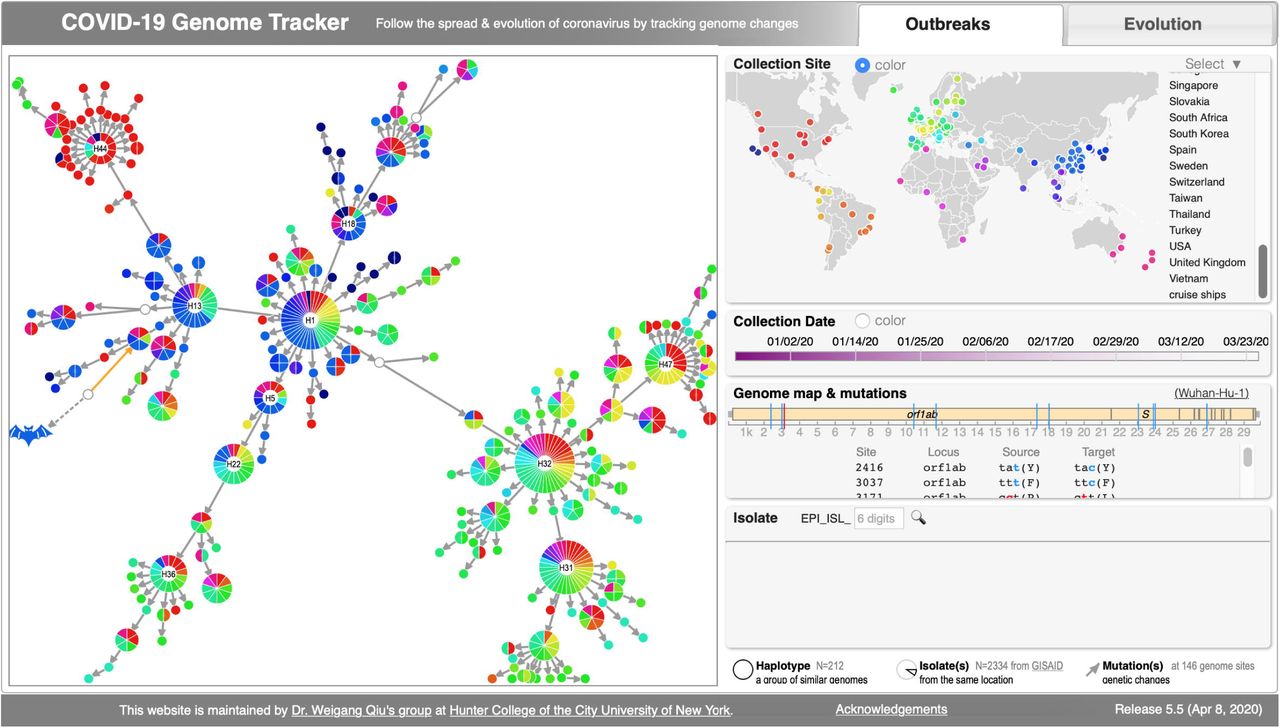 COVID-19 Genome Tracker
Follow the spread & evolution of coronavirus by tracking genome changes
Outbreaks
Evolution
H44
H18
H13
H1
H5
H22
H36
H47
H32
H31
Collection Site
color
Select ▼
Singapore
Slovakia
South Africa
South Korea
Spain
Sweden
Switzerland
Taiwan
Thailand
Turkey
USA
United Kingdom
Vietnam
cruise ships
Collection Date
color
01/02/20 01/14/20 01/25/20 02/06/20 02/17/20 02/29/20 03/12/20 03/23/20
Genome map & mutations
(Wuhan-Hu-1)
orf1ab
S
1k 2 3 4 5 6 7 8 9 10 11 12 13 14 15 16 17 18 19 20 21 22 23 24 25 26 27 28 29
Site Locus Source Target
2416 orf1ab tat(Y) tac(Y)
3037 orf1ab ttt(F) ttc(F)
Isolate
EPI_ISL_
6 digits
Haplotype N=212
a group of similar genomes
Isolate(s) N=2334 from GISAID
from the same location
Mutation(s) at 146 genome sites
genetic changes
This website is maintained by Dr. Weigang Qiu's group at Hunter College of the City University of New York.
Acknowledgements
Release 5.5 (Apr 8, 2020)